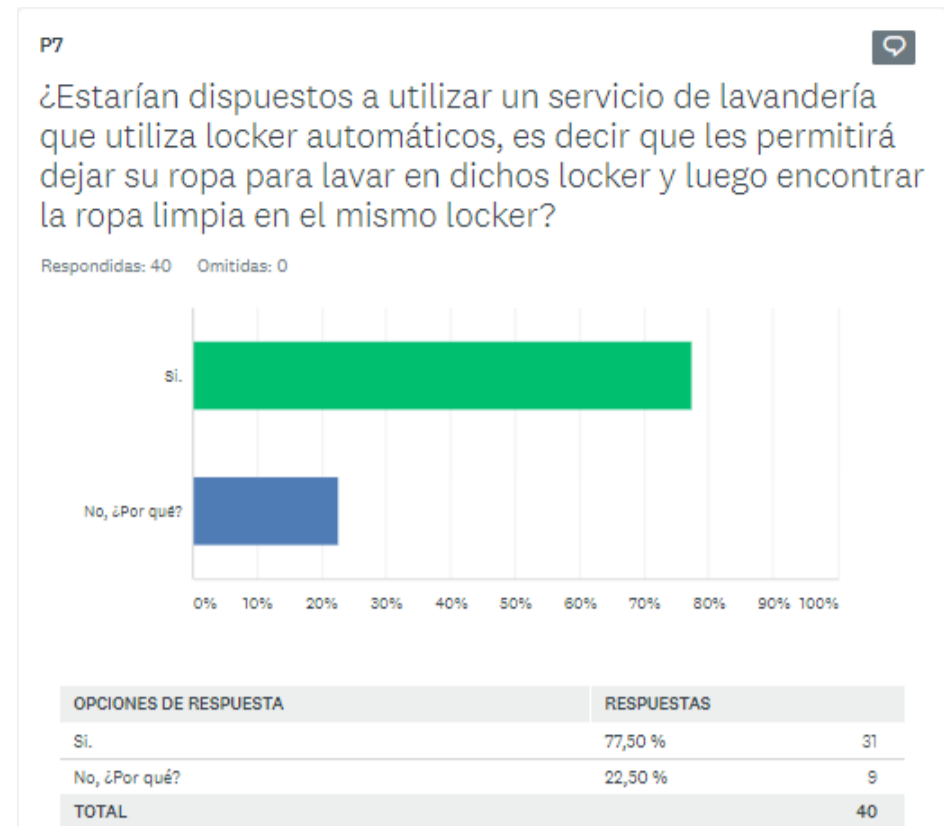 P7
¿Estarían dispuestos a utilizar un servicio de lavandería
que utiliza locker automáticos, es decir que les permitirá
dejar su ropa para lavar en dichos locker y luego encontrar
la ropa limpia en el mismo locker?
Respondidas: 40 Omitidas: 0
Si.
No, ¿Por qué?
0% 10% 20% 30% 40% 50% 60% 70% 80% 90% 100%
OPCIONES DE RESPUESTA RESPUESTAS
Si. 77,50 % 31
No, ¿Por qué? 22,50 % 9
TOTAL 40